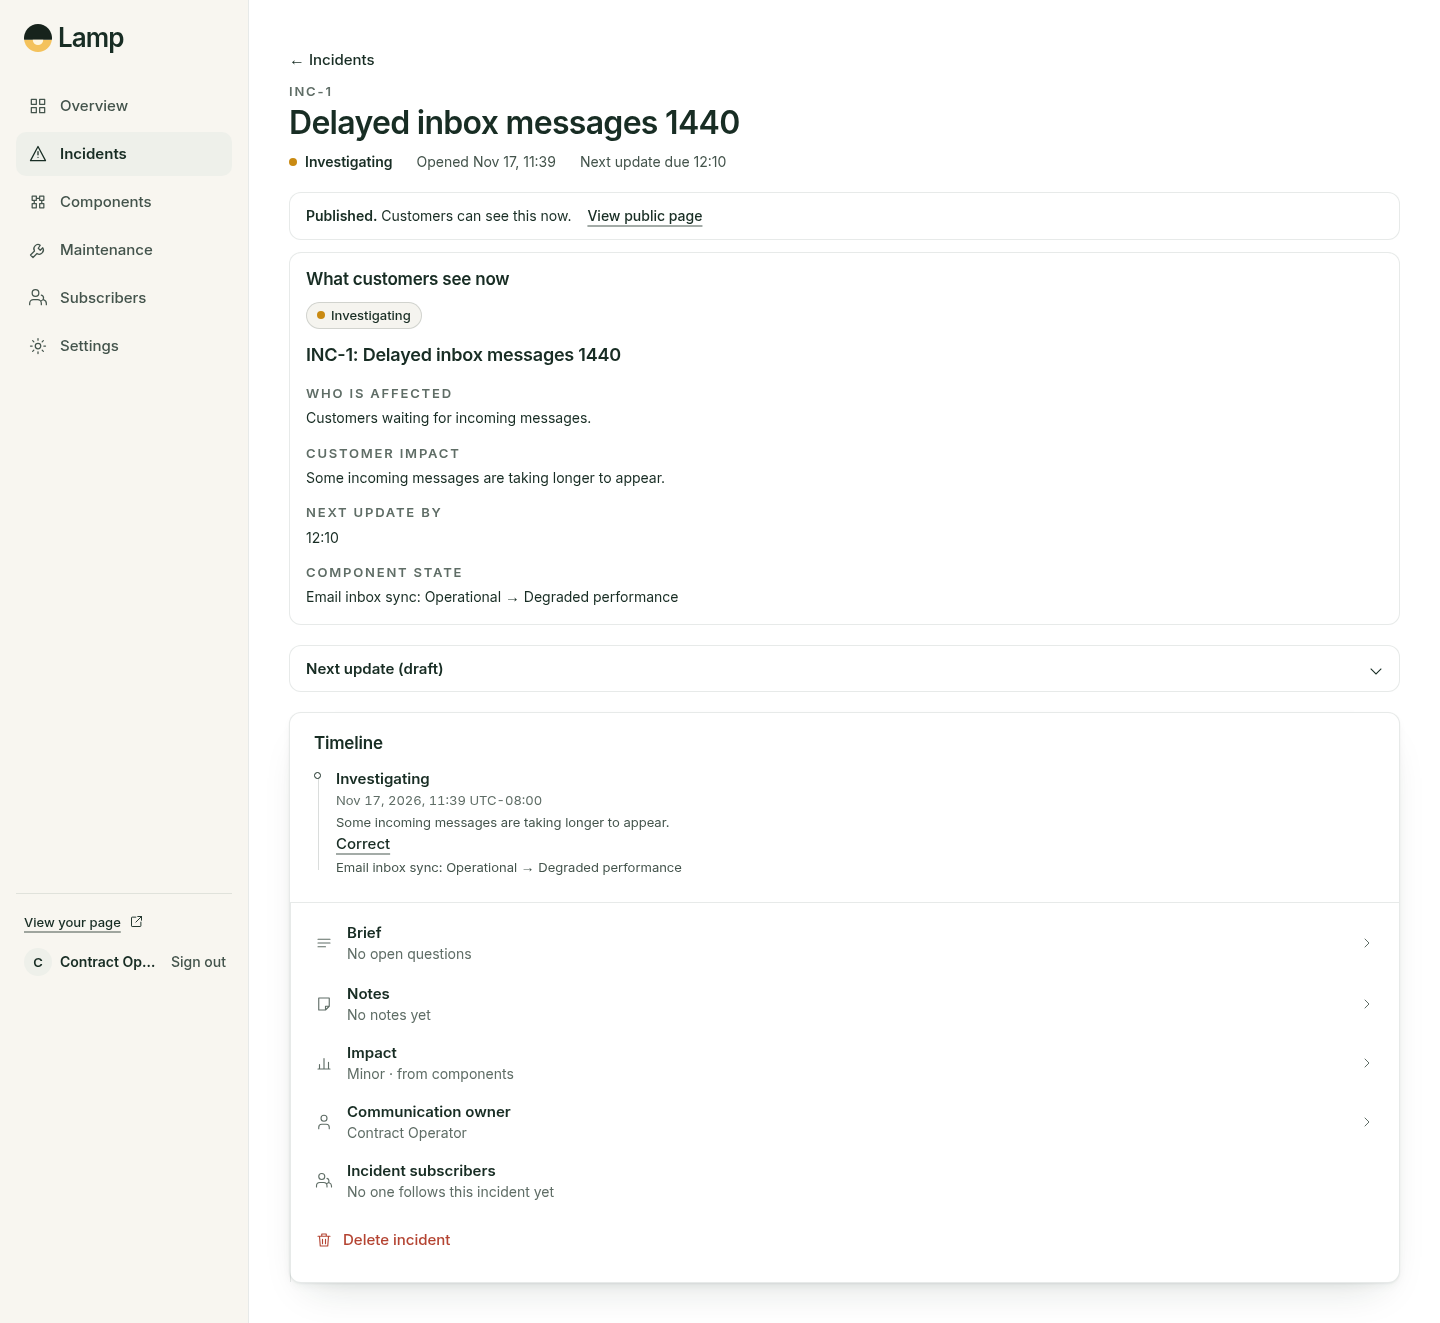 Lamp
Overview
Incidents
Components
Maintenance
Subscribers
Settings
View your page
C Contract Op... Sign out
← Incidents
INC-1
Delayed inbox messages 1440
Investigating Opened Nov 17, 11:39 Next update due 12:10
Published. Customers can see this now. View public page
What customers see now
Investigating
INC-1: Delayed inbox messages 1440
WHO IS AFFECTED
Customers waiting for incoming messages.
CUSTOMER IMPACT
Some incoming messages are taking longer to appear.
NEXT UPDATE BY
12:10
COMPONENT STATE
Email inbox sync: Operational → Degraded performance
Next update (draft)
Timeline
Investigating
Nov 17, 2026, 11:39 UTC-08:00
Some incoming messages are taking longer to appear.
Correct
Email inbox sync: Operational → Degraded performance
Brief
No open questions
Notes
No notes yet
Impact
Minor · from components
Communication owner
Contract Operator
Incident subscribers
No one follows this incident yet
Delete incident